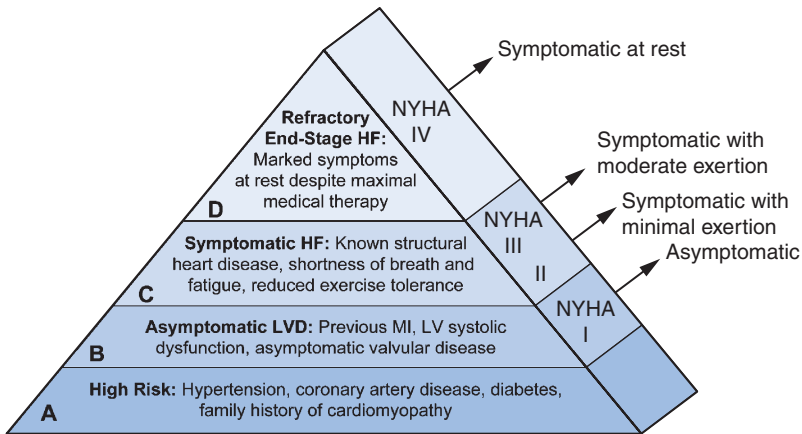 Refractory
End-Stage HF:
Marked symptoms
at rest despite maximal
medical therapy
D
Symptomatic HF: Known structural
heart disease, shortness of breath and
fatigue, reduced exercise tolerance
C
Asymptomatic LVD: Previous MI, LV systolic
dysfunction, asymptomatic valvular disease
B
High Risk: Hypertension, coronary artery disease, diabetes,
family history of cardiomyopathy
A
NYHA
IV
NYHA
III
II
NYHA
I
Symptomatic at rest
Symptomatic with
moderate exertion
Symptomatic with
minimal exertion
Asymptomatic